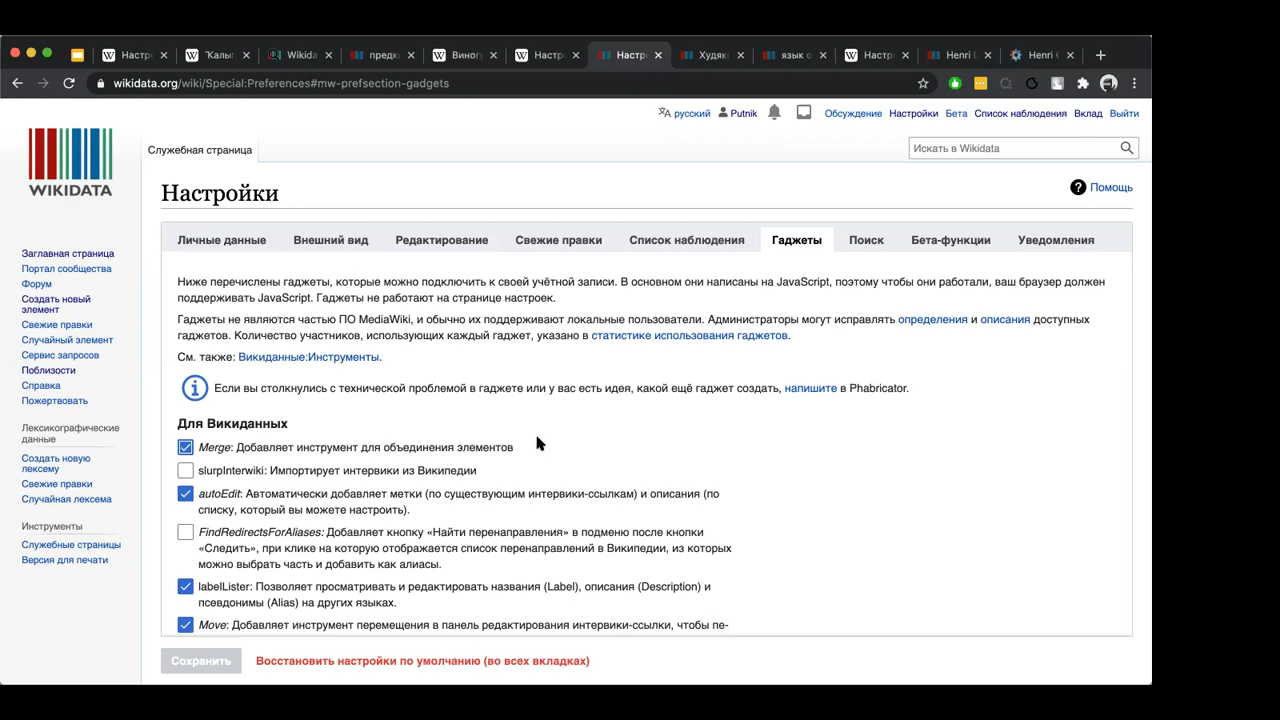 Настро
"Калы
Wikida
предк
Виног
Настр
Настр
Худяк
язык о
Настро
Henri
Henri
wikidata.org/wiki/Special:Preferences#mw-prefsection-gadgets
русский Putnik Обсуждение Настройки Бета Список наблюдения Вклад Выйти
Служебная страница
Искать в Wikidata
WIKIDATA
Настройки
Помощь
Личные данные Внешний вид Редактирование Свежие правки Список наблюдения Гаджеты Поиск Бета-функции Уведомления
Заглавная страница
Портал сообщества
Форум
Создать новый
элемент
Свежие правки
Случайный элемент
Сервис запросов
Поблизости
Справка
Пожертвовать
Лексикографические
данные
Создать новую
лексему
Свежие правки
Случайная лексема
Инструменты
Служебные страницы
Версия для печати
Ниже перечислены гаджеты, которые можно подключить к своей учётной записи. В основном они написаны на JavaScript, поэтому чтобы они работали, ваш браузер должен
поддерживать JavaScript. Гаджеты не работают на странице настроек.
Гаджеты не являются частью ПО MediaWiki, и обычно их поддерживают локальные пользователи. Администраторы могут исправлять определения и описания доступных
гаджетов. Количество участников, использующих каждый гаджет, указано в статистике использования гаджетов.
См. также: Викиданные:Инструменты.
Если вы столкнулись с технической проблемой в гаджете или у вас есть идея, какой ещё гаджет создать, напишите в Phabricator.
Для Викиданных
Merge: Добавляет инструмент для объединения элементов
slurpInterwiki: Импортирует интервики из Википедии
autoEdit: Автоматически добавляет метки (по существующим интервики-ссылкам) и описания (по
списку, который вы можете настроить).
FindRedirectsForAliases: Добавляет кнопку «Найти перенаправления» в подменю после кнопки
«Следить», при клике на которую отображается список перенаправлений в Википедии, из которых
можно выбрать часть и добавить как алиасы.
labelLister: Позволяет просматривать и редактировать названия (Label), описания (Description) и
псевдонимы (Alias) на других языках.
Move: Добавляет инструмент перемещения в панель редактирования интервики-ссылки, чтобы пе-
Сохранить Восстановить настройки по умолчанию (во всех вкладках)